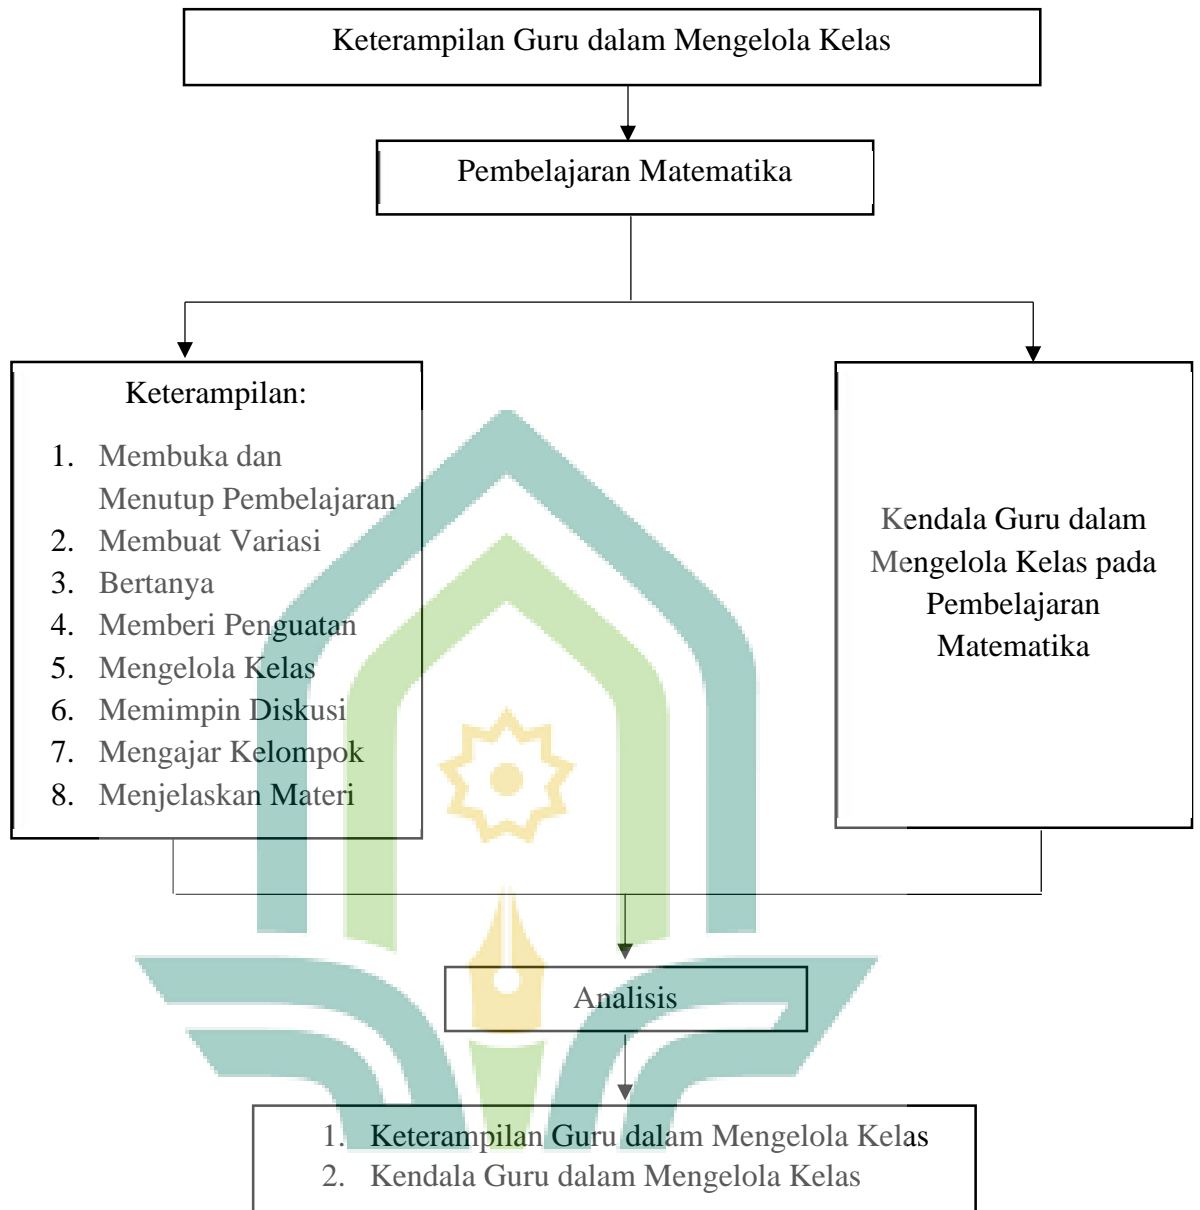 Keterampilan Guru dalam Mengelola Kelas
Pembelajaran Matematika
Keterampilan:
1. Membuka dan
Menutup Pembelajaran
2. Membuat Variasi
3. Bertanya
4. Memberi Penguatan
5. Mengelola Kelas
6. Memimpin Diskusi
7. Mengajar Kelompok
8. Menjelaskan Materi
Kendala Guru dalam
Mengelola Kelas pada
Pembelajaran
Matematika
Analisis
1. Keterampilan Guru dalam Mengelola Kelas
2. Kendala Guru dalam Mengelola Kelas